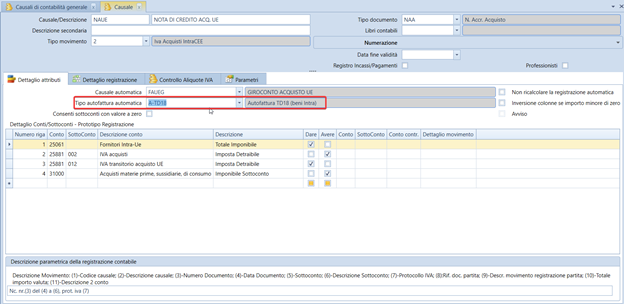 Causali di contabilità generale Causale
Causale/Descrizione NAUE NOTA DI CREDITO ACQ. UE Tipo documento NAA N. Accr. Acquisto
Descrizione secondaria Libri contabili
Tipo movimento 2 Iva Acquisti IntraCEE Numerazione
Data fine validità
Registro Incassi/Pagamenti Professionisti
Dettaglio attributi Dettaglio registrazione Controllo Aliquote IVA Parametri
Causale automatica FAUEG GIROCONTO ACQUISTO UE Non ricalcolare la registrazione automatica
Tipo autofattura automatica A-TD18 Autofattura TD18 (beni Intra) Inversione colonne se importo minore di zero
Consenti sottoconti con valore a zero Avviso
Dettaglio Conti/Sottoconti - Prototipo Registrazione
Numero riga Conto SottoConto Descrizione conto Descrizione Dare Avere Conto SottoConto Conto contr. Dettaglio movimento
1 25061 Fornitori Intra-Ue Totale Imponibile
2 25881 002 IVA acquisti Imposta Detraibile
3 25881 012 IVA transitorio acquisto UE Imposta Detraibile
4 31000 Acquisti materie prime, sussidiarie, di consumo Imponibile Sottoconto
Descrizione parametrica della registrazione contabile
Descrizione Movimento: (1)-Codice causale; (2)-Descrizione causale; (3)-Numero Documento; (4)-Data Documento; (5)-Sottoconto; (6)-Descrizione Sottoconto; (7)-Protocollo IVA; (8)Rif. doc. partita; (9)-Descr. movimento registrazione partita; (10)-Totale
importo valuta; (11)-Descrizione 2 conto
Nc. nr.(3) del (4) a (6), prot. iva (7)